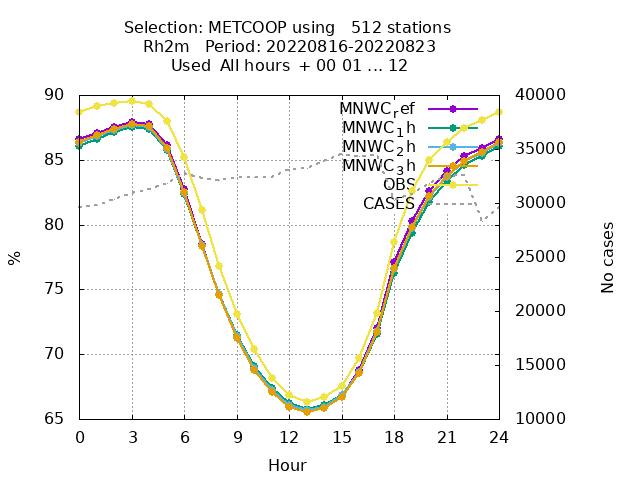 Selection: METCOOP using   512 stations
Rh2m   Period: 20220816-20220823
Used  All hours  + 00 01 ... 12
90
85
80
75
70
65
%
40000
35000
30000
25000
20000
15000
10000
No cases
MNWC_ref
MNWC_1h
MNWC_2h
MNWC_3h
OBS
CASES
0 3 6 9 12 15 18 21 24
Hour